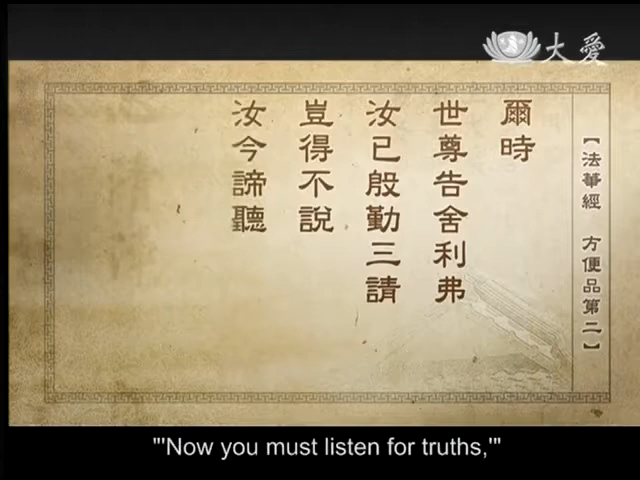 大愛
【法華經 方便品第二】
爾時
世尊告舍利弗
汝已殷勤三請
豈得不說
汝今諦聽
"'Now you must listen for truths,'"